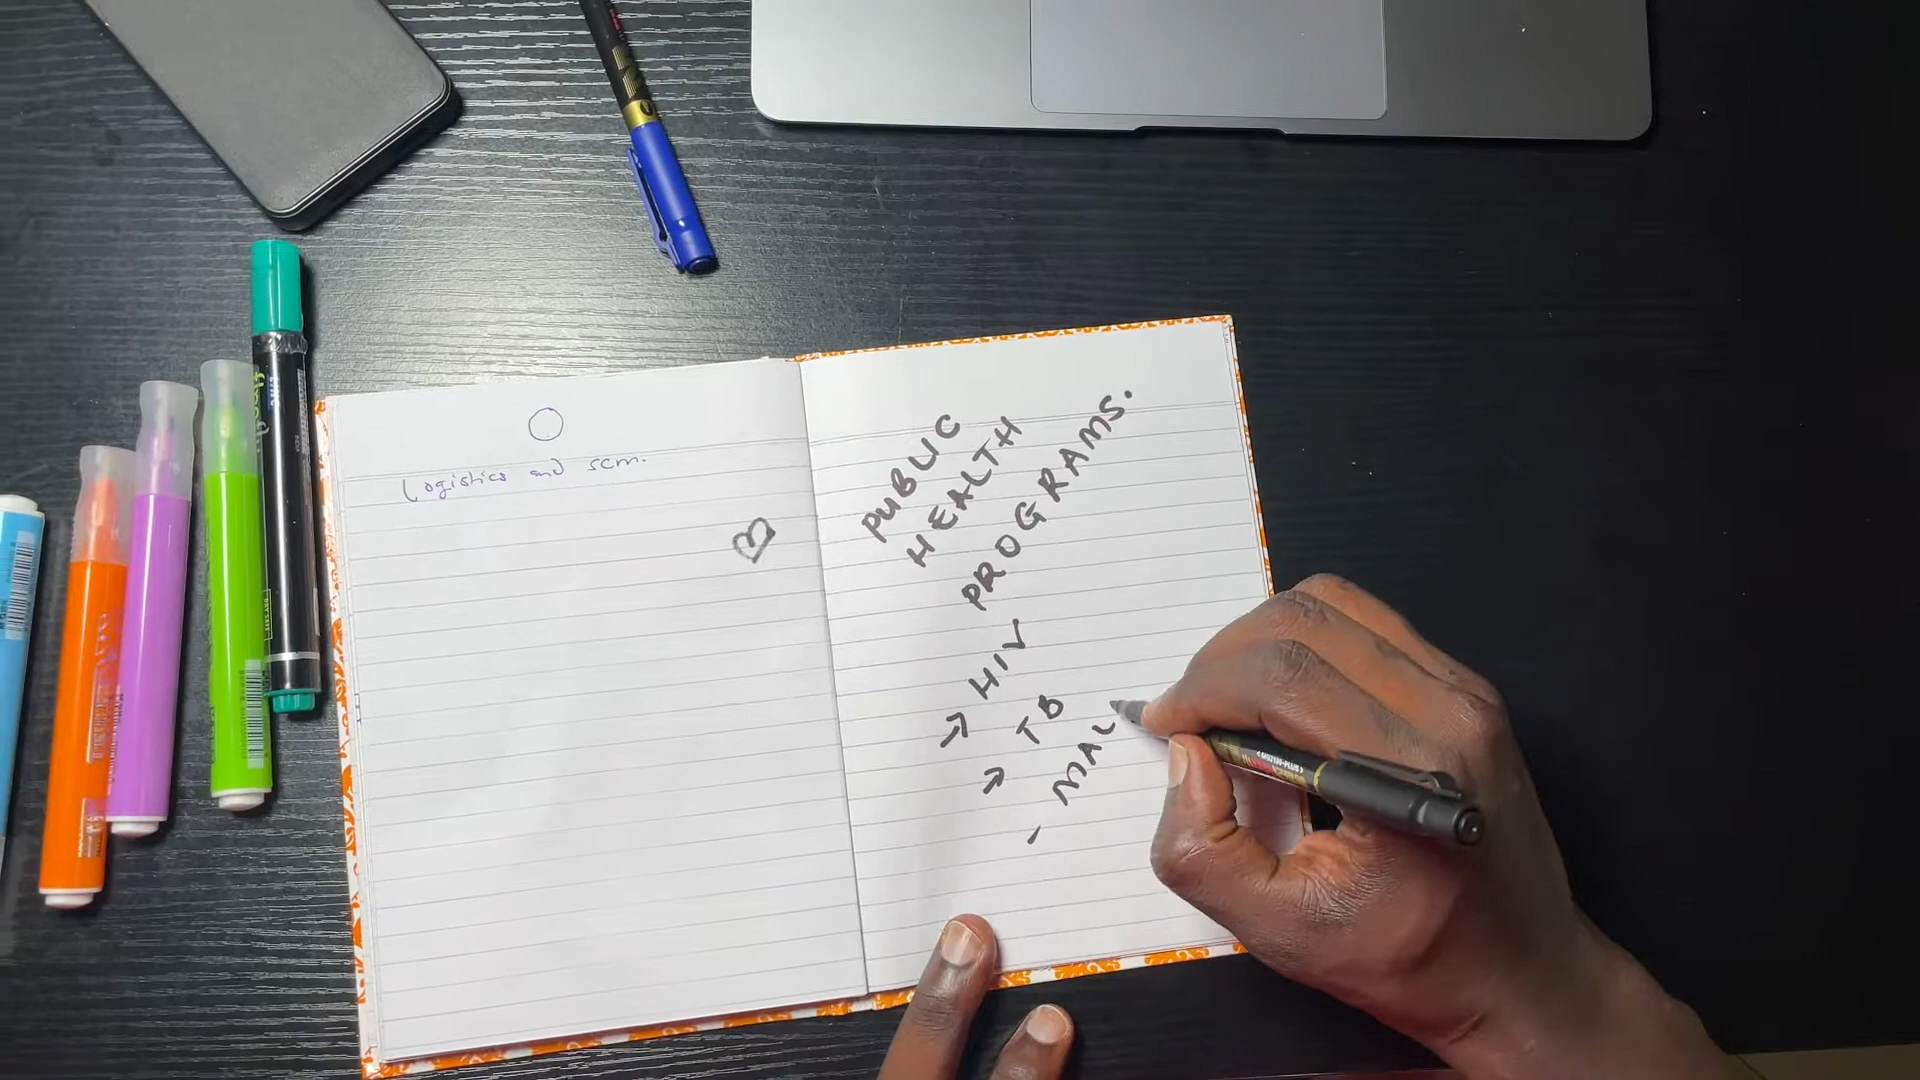 Logistics and scm.
PUBLIC
HEALTH
PROGRAMS.
→ HIV
→ TB
- MAL